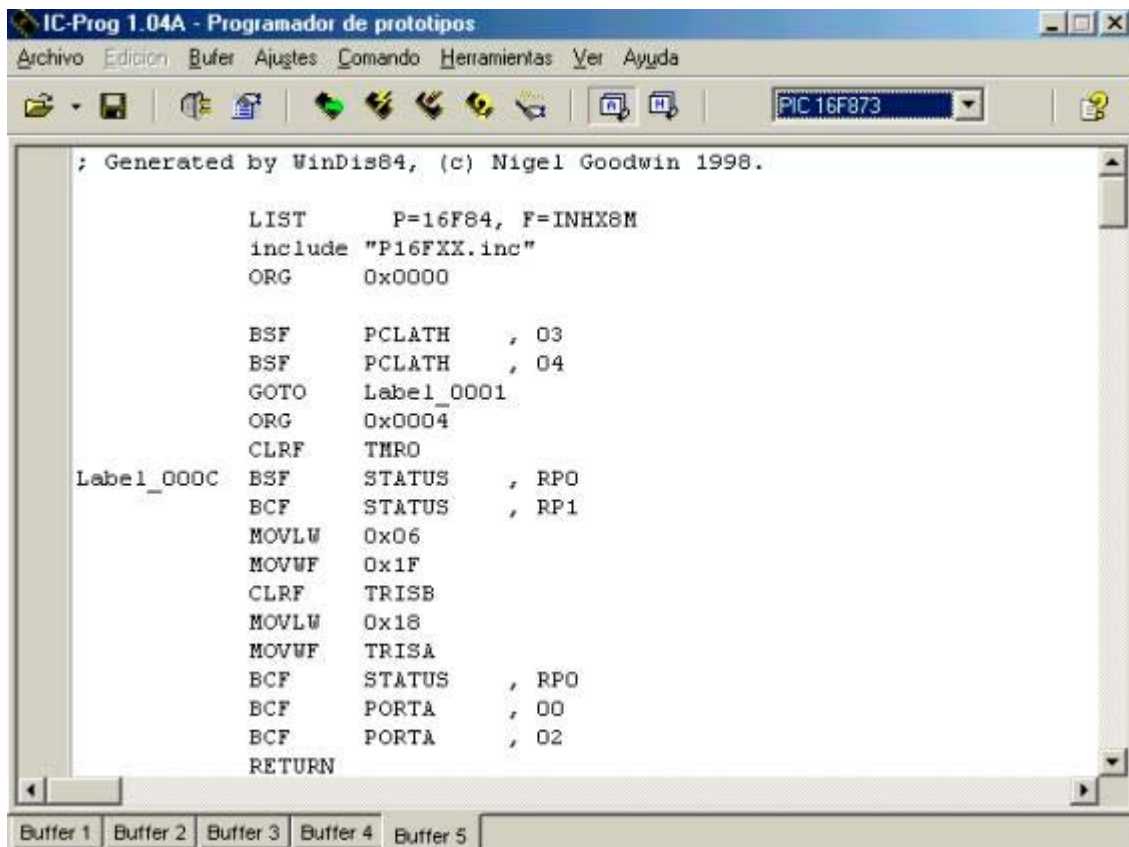 IC-Prog 1.04A - Programador de prototipos
Archivo Edicion Bufer Ajustes Comando Herramientas Ver Ayuda
PIC 16F873
; Generated by WinDis84, (c) Nigel Goodwin 1998.
LIST P=16F84, F=INHX8M
include "P16FXX.inc"
ORG 0x0000
BSF PCLATH , 03
BSF PCLATH , 04
GOTO Label_0001
ORG 0x0004
CLRF TMR0
Label_000C BSF STATUS , RP0
BCF STATUS , RP1
MOVLW 0x06
MOVWF 0x1F
CLRF TRISB
MOVLW 0x18
MOVWF TRISA
BCF STATUS , RP0
BCF PORTA , 00
BCF PORTA , 02
RETURN
Buffer 1 Buffer 2 Buffer 3 Buffer 4 Buffer 5